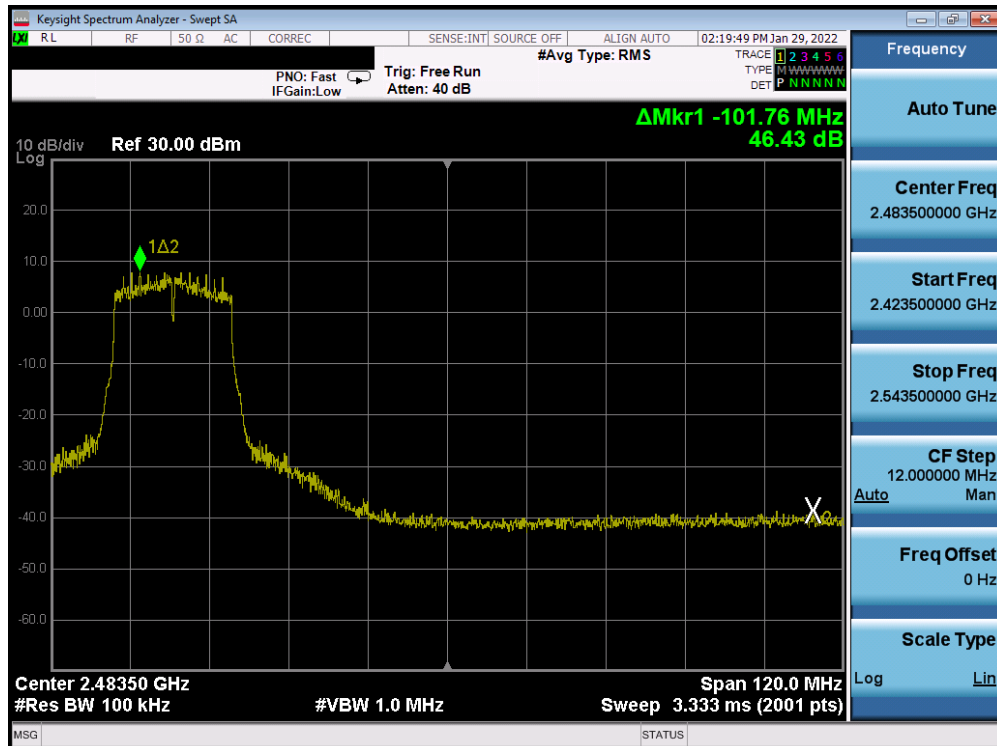 Keysight Spectrum Analyzer - Swept SA
LXI RL RF 50 Ω AC CORREC SENSE:INT SOURCE OFF ALIGN AUTO 02:19:49 PM Jan 29, 2022
#Avg Type: RMS
TRACE 1 2 3 4 5 6
TYPE M WWWWWW
DET P N N N N N
PNO: Fast
IFGain:Low
Trig: Free Run
Atten: 40 dB
ΔMkr1 -101.76 MHz
46.43 dB
10 dB/div
Log
Ref 30.00 dBm
20.0
10.0
0.00
-10.0
-20.0
-30.0
-40.0
-50.0
-60.0
1Δ2
X2
Center 2.48350 GHz
#Res BW 100 kHz
#VBW 1.0 MHz
Span 120.0 MHz
Sweep 3.333 ms (2001 pts)
MSG
STATUS
Frequency
Auto Tune
Center Freq
2.483500000 GHz
Start Freq
2.423500000 GHz
Stop Freq
2.543500000 GHz
CF Step
12.000000 MHz
Auto Man
Freq Offset
0 Hz
Scale Type
Log Lin